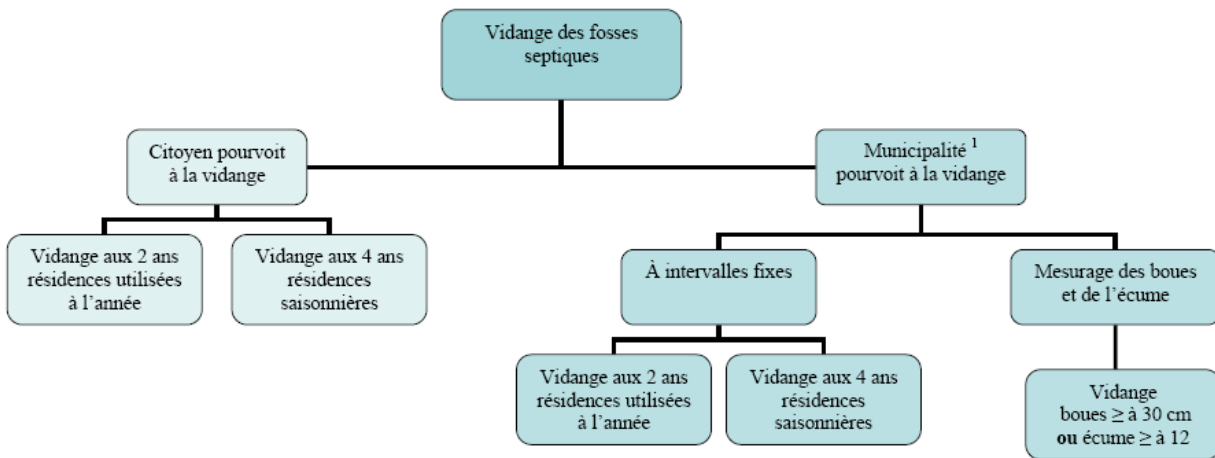 Vidange des fosses
septiques
Citoyen pourvoit
à la vidange
Municipalité ¹
pourvoit à la vidange
Vidange aux 2 ans
résidences utilisées
à l’année
Vidange aux 4 ans
résidences
saisonnières
À intervalles fixes
Mesurage des boues
et de l’écume
Vidange aux 2 ans
résidences utilisées
à l’année
Vidange aux 4 ans
résidences
saisonnières
Vidange
boues ≥ à 30 cm
ou écume ≥ à 12